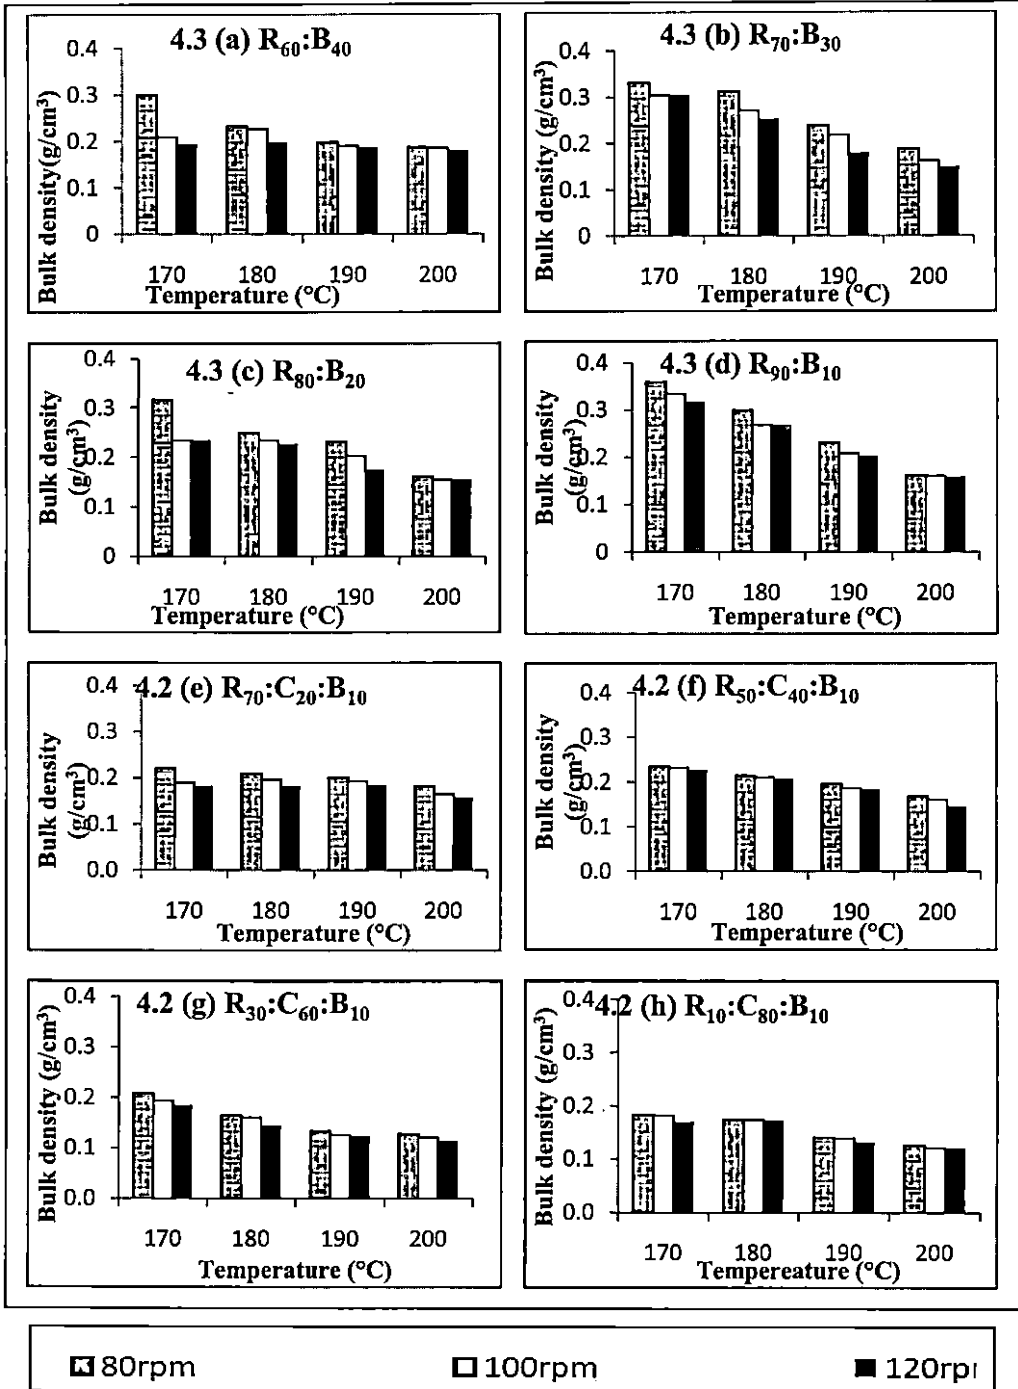 4.3 (a) R60:B40
0.4
0.3
0.2
0.1
0
Bulk density(g/cm³)
170 180 190 200
Temperature (°C)
4.3 (b) R70:B30
0.4
0.3
0.2
0.1
0
Bulk density (g/cm³)
170 180 190 200
Temperature (°C)
4.3 (c) R80:B20
0.4
0.3
0.2
0.1
0
Bulk density
(g/cm³)
170 180 190 200
Temperature (°C)
4.3 (d) R90:B10
0.4
0.3
0.2
0.1
0
Bulk density
(g/cm³)
170 180 190 200
Temperature (°C)
4.2 (e) R70:C20:B10
0.4
0.3
0.2
0.1
0.0
Bulk density
(g/cm³)
170 180 190 200
Temperature (°C)
4.2 (f) R50:C40:B10
0.4
0.3
0.2
0.1
0.0
Bulk density
(g/cm³)
170 180 190 200
Temperature (°C)
4.2 (g) R30:C60:B10
0.4
0.3
0.2
0.1
0.0
Bulk density (g/cm³)
170 180 190 200
Temperature (°C)
4.2 (h) R10:C80:B10
0.4
0.3
0.2
0.1
0.0
Bulk density (g/cm³)
170 180 190 200
Tempereature (°C)
80rpm 100rpm 120rpı